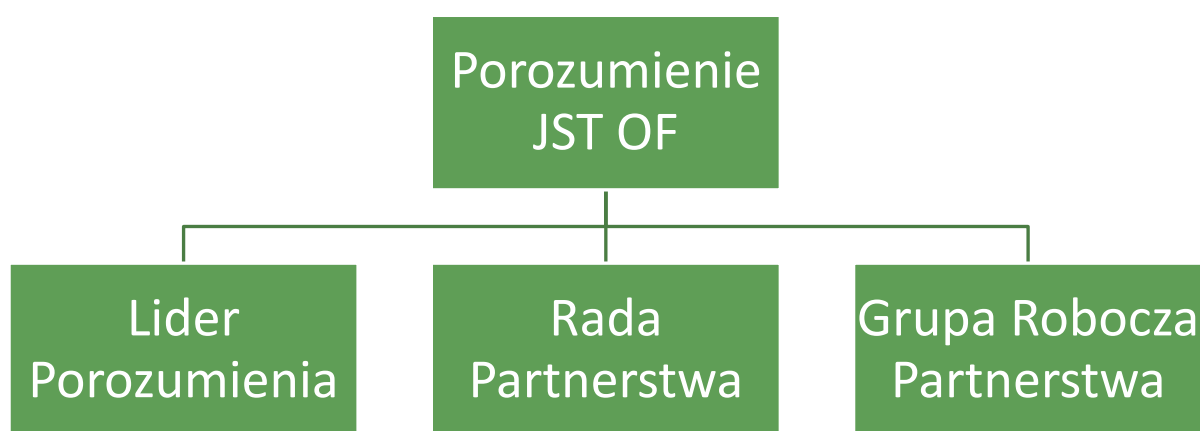 Porozumienie
JST OF
Lider
Porozumienia
Rada
Partnerstwa
Grupa Robocza
Partnerstwa